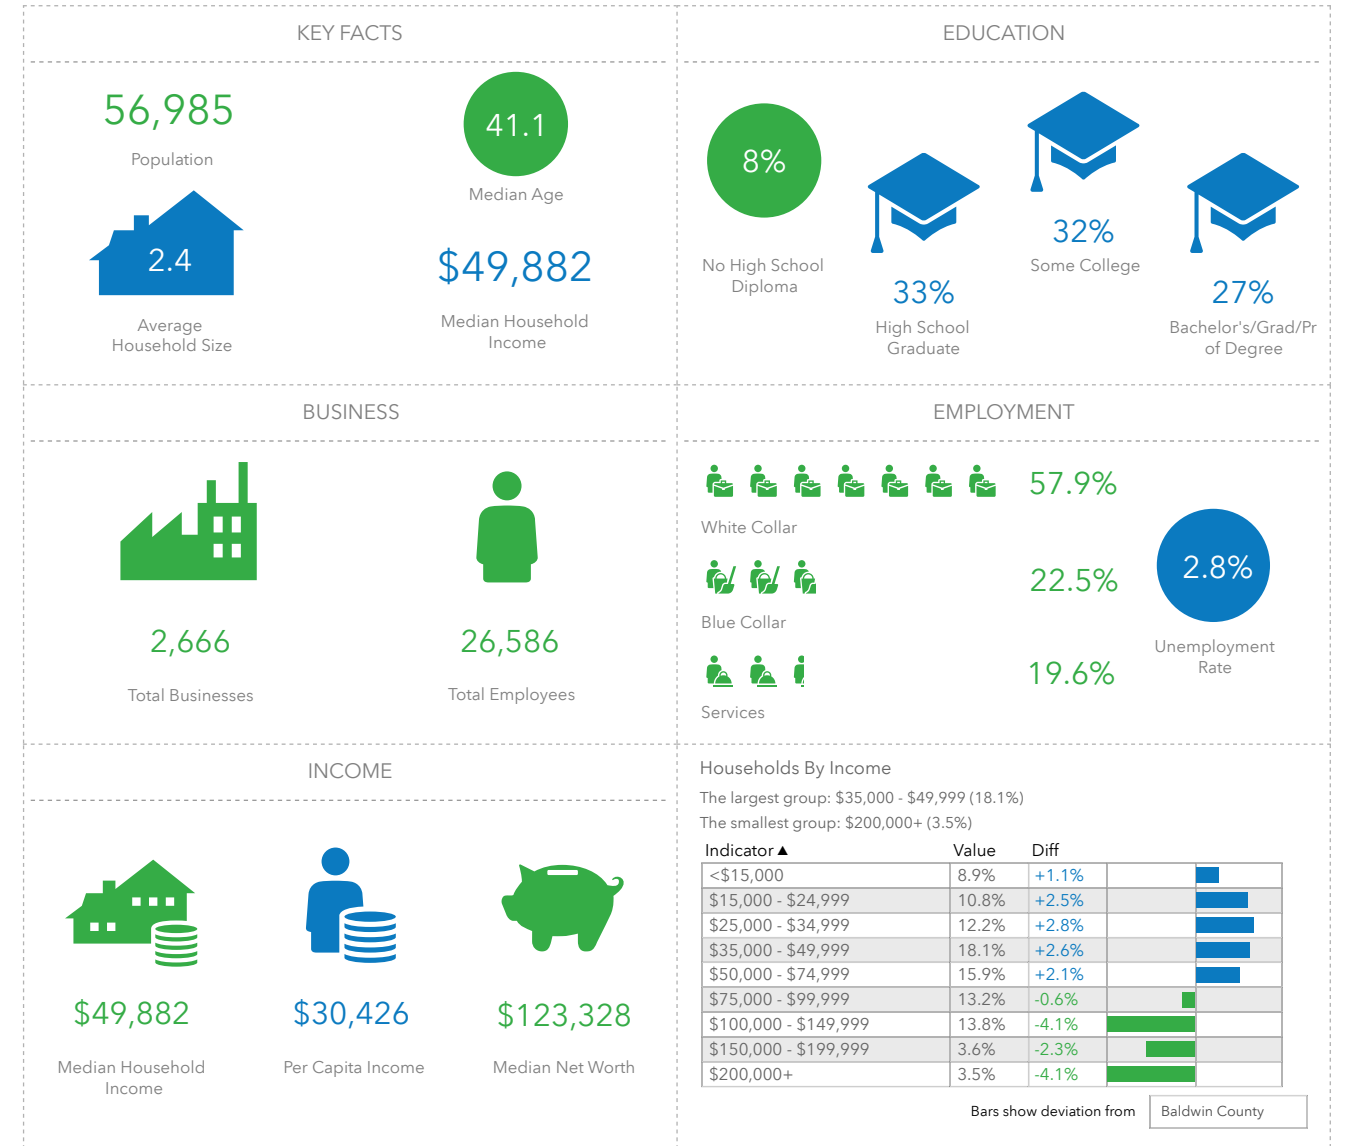 KEY FACTS
56,985
Population
41.1
Median Age
2.4
Average
Household Size
$49,882
Median Household
Income
EDUCATION
8%
No High School
Diploma
33%
High School
Graduate
32%
Some College
27%
Bachelor's/Grad/Pr
of Degree
BUSINESS
2,666
Total Businesses
26,586
Total Employees
EMPLOYMENT
57.9%
White Collar
22.5%
Blue Collar
19.6%
Services
2.8%
Unemployment
Rate
INCOME
$49,882
Median Household
Income
$30,426
Per Capita Income
$123,328
Median Net Worth
Households By Income
The largest group: $35,000 - $49,999 (18.1%)
The smallest group: $200,000+ (3.5%)
Indicator▲ Value Diff
<$15,000 8.9% +1.1%
$15,000 - $24,999 10.8% +2.5%
$25,000 - $34,999 12.2% +2.8%
$35,000 - $49,999 18.1% +2.6%
$50,000 - $74,999 15.9% +2.1%
$75,000 - $99,999 13.2% -0.6%
$100,000 - $149,999 13.8% -4.1%
$150,000 - $199,999 3.6% -2.3%
$200,000+ 3.5% -4.1%
Bars show deviation from Baldwin County